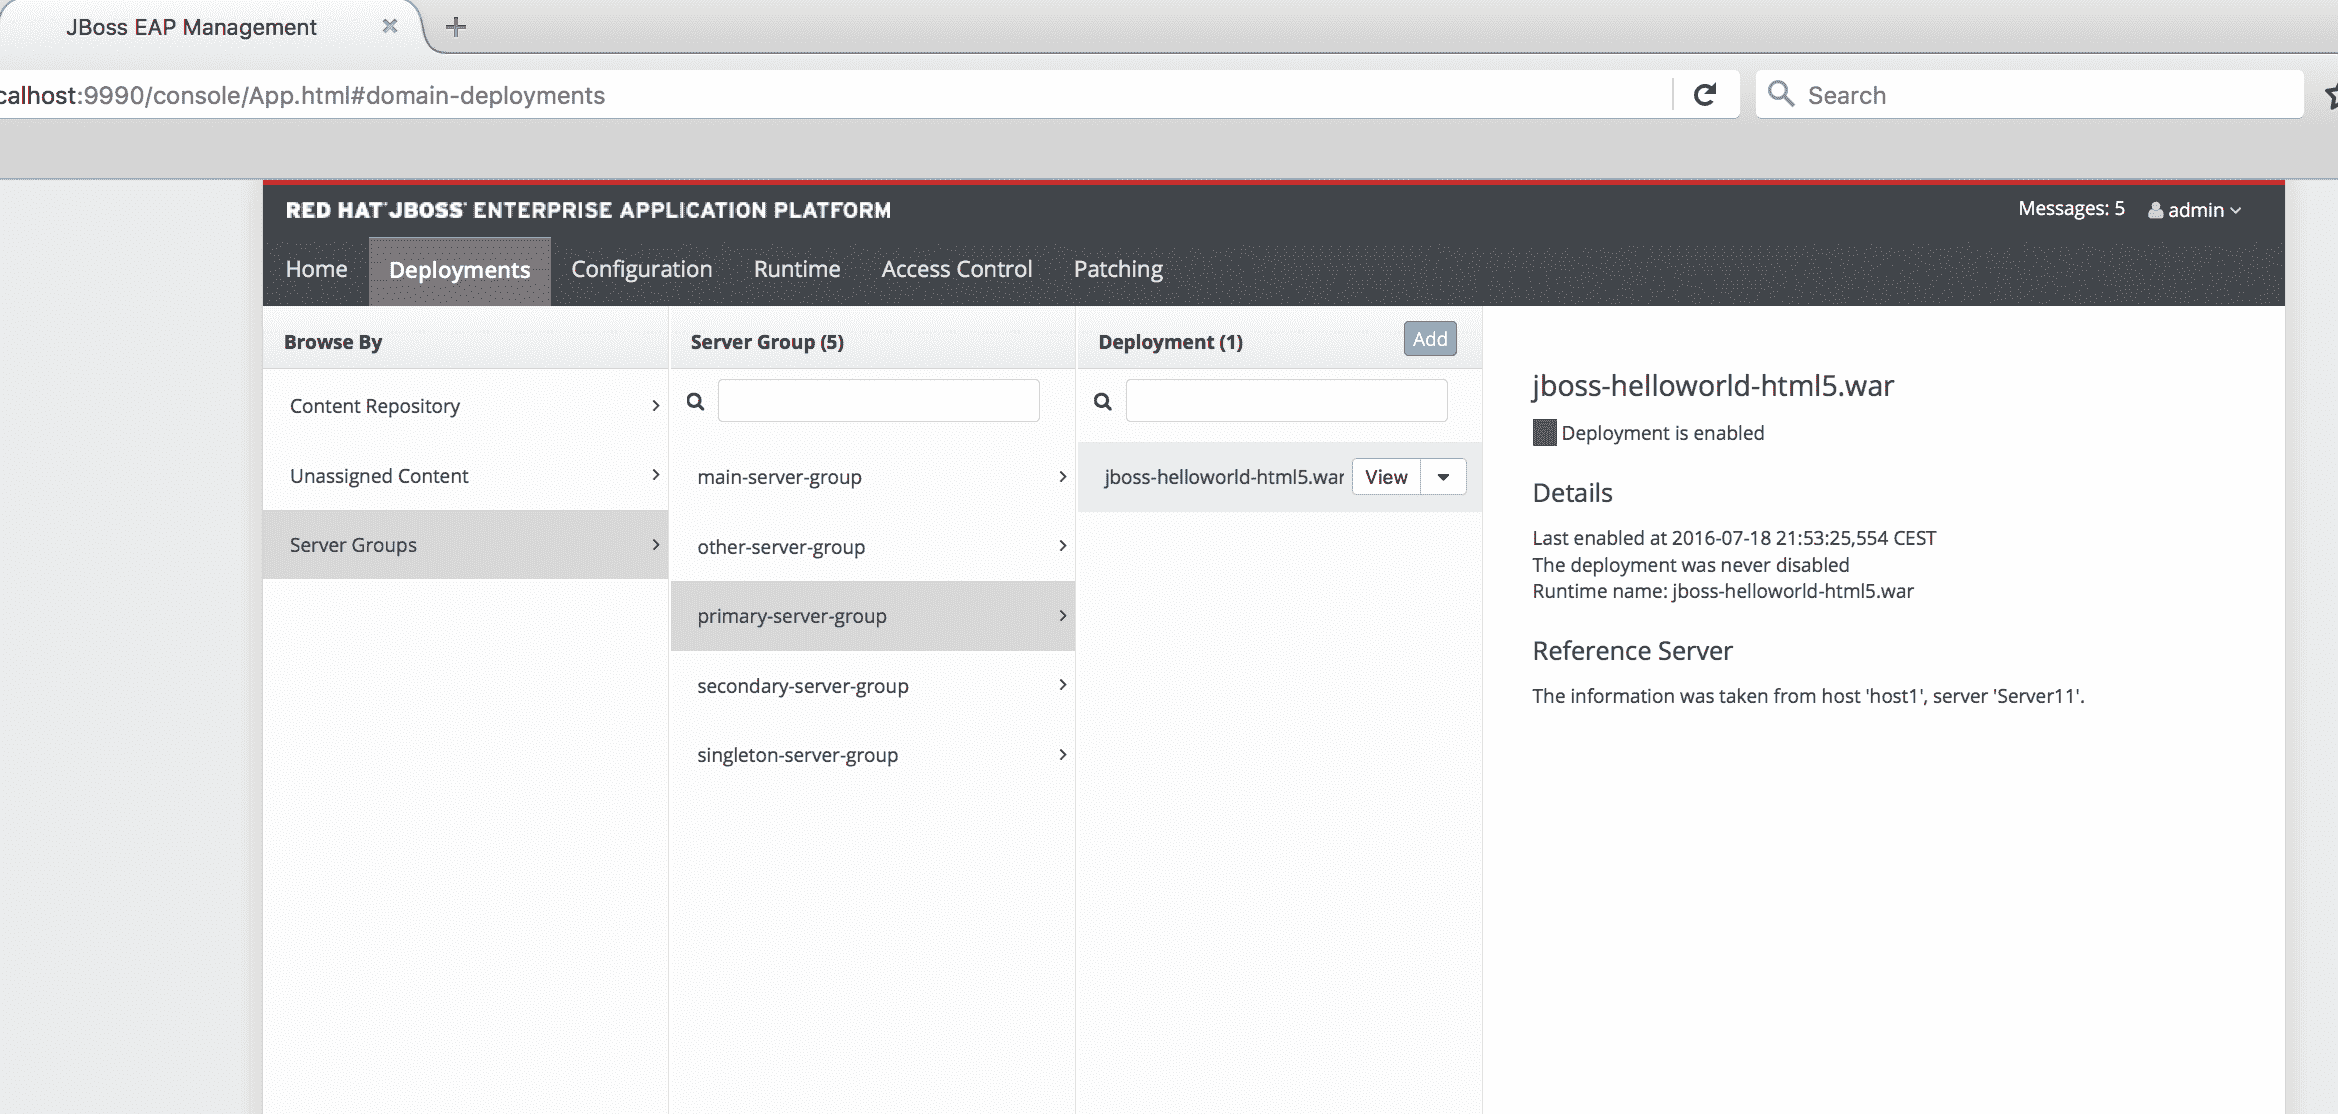 JBoss EAP Management
calhost:9990/console/App.html#domain-deployments
Search
RED HAT JBOSS ENTERPRISE APPLICATION PLATFORM
Messages: 5 admin
Home Deployments Configuration Runtime Access Control Patching
Browse By
Content Repository
Unassigned Content
Server Groups
Server Group (5)
main-server-group
other-server-group
primary-server-group
secondary-server-group
singleton-server-group
Deployment (1) Add
jboss-helloworld-html5.war View
jboss-helloworld-html5.war
Deployment is enabled
Details
Last enabled at 2016-07-18 21:53:25,554 CEST
The deployment was never disabled
Runtime name: jboss-helloworld-html5.war
Reference Server
The information was taken from host 'host1', server 'Server11'.